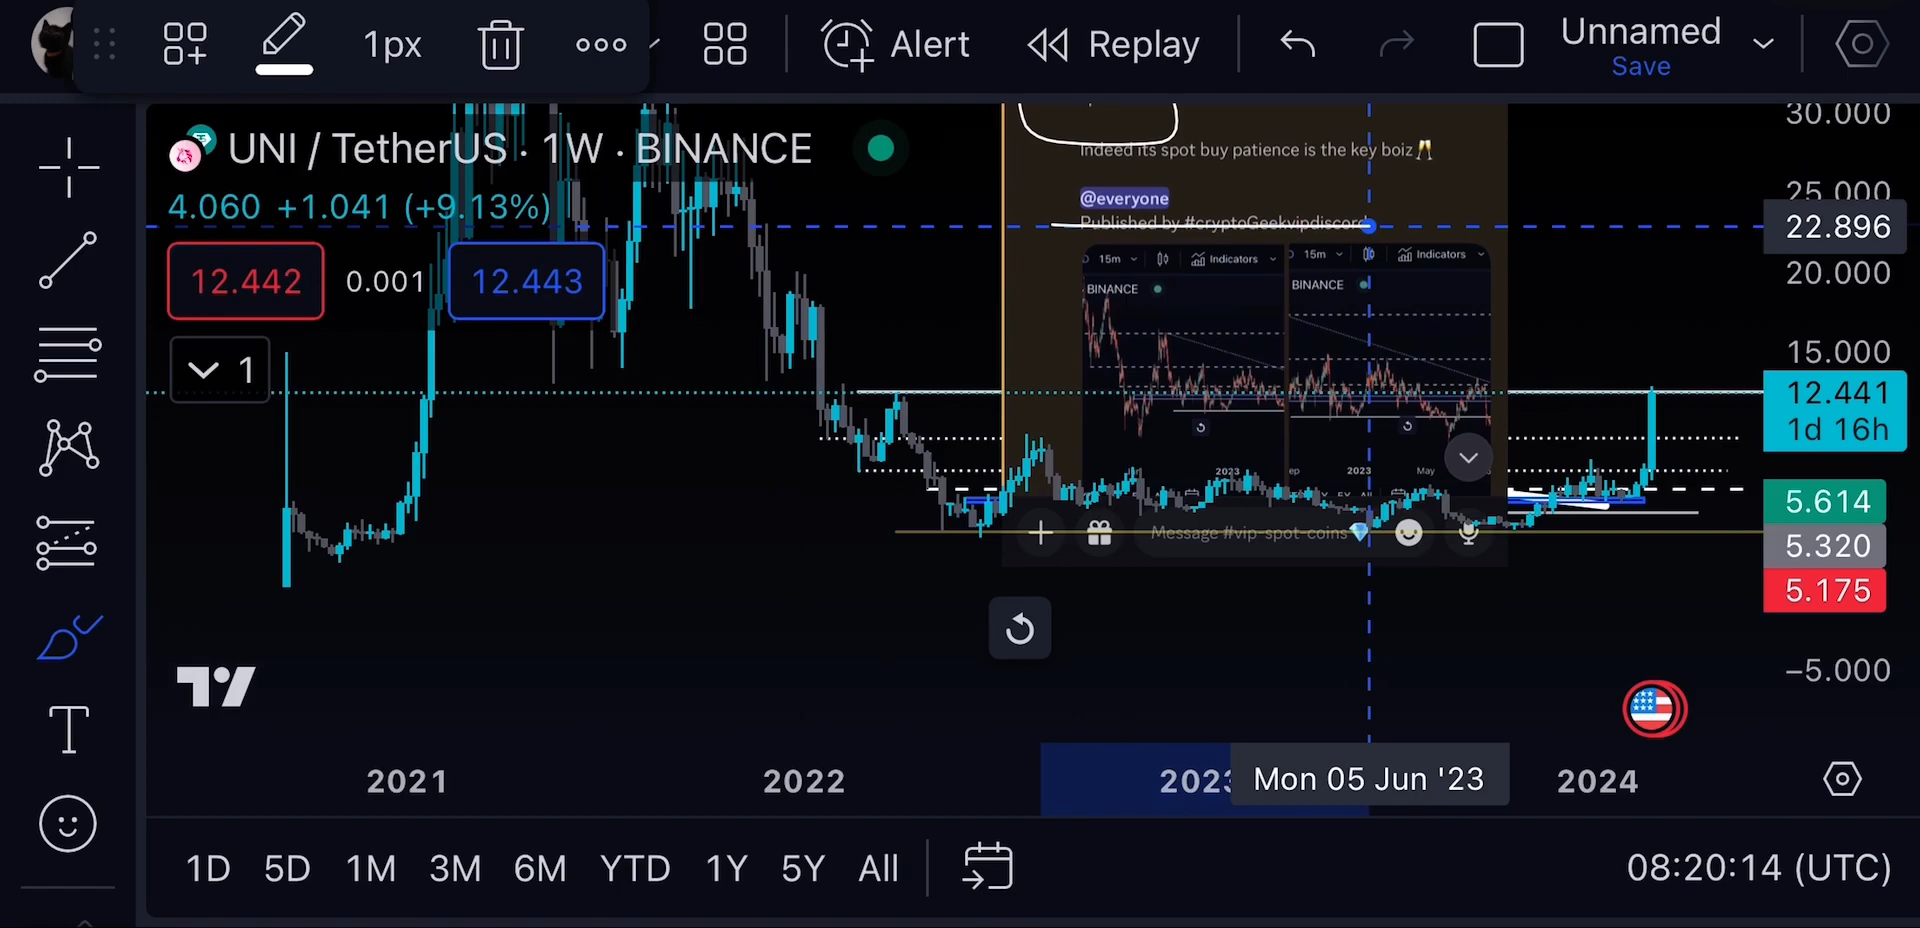 1px
Alert
Replay
Unnamed
Save
UNI / TetherUS · 1W · BINANCE
4.060 +1.041 (+9.13%)
12.442
0.001
12.443
1
Indeed its spot buy patience is the key boiz🥂
@everyone
Published by #cryptoGeekvipdiscord
15m
Indicators
BINANCE
2023
15m
Indicators
BINANCE
ep
2023
May
Message #vip-spot-coins💎
30.000
25.000
22.896
20.000
15.000
12.441
1d 16h
5.614
5.320
5.175
−5.000
2021
2022
2023
Mon 05 Jun '23
2024
1D
5D
1M
3M
6M
YTD
1Y
5Y
All
08:20:14 (UTC)